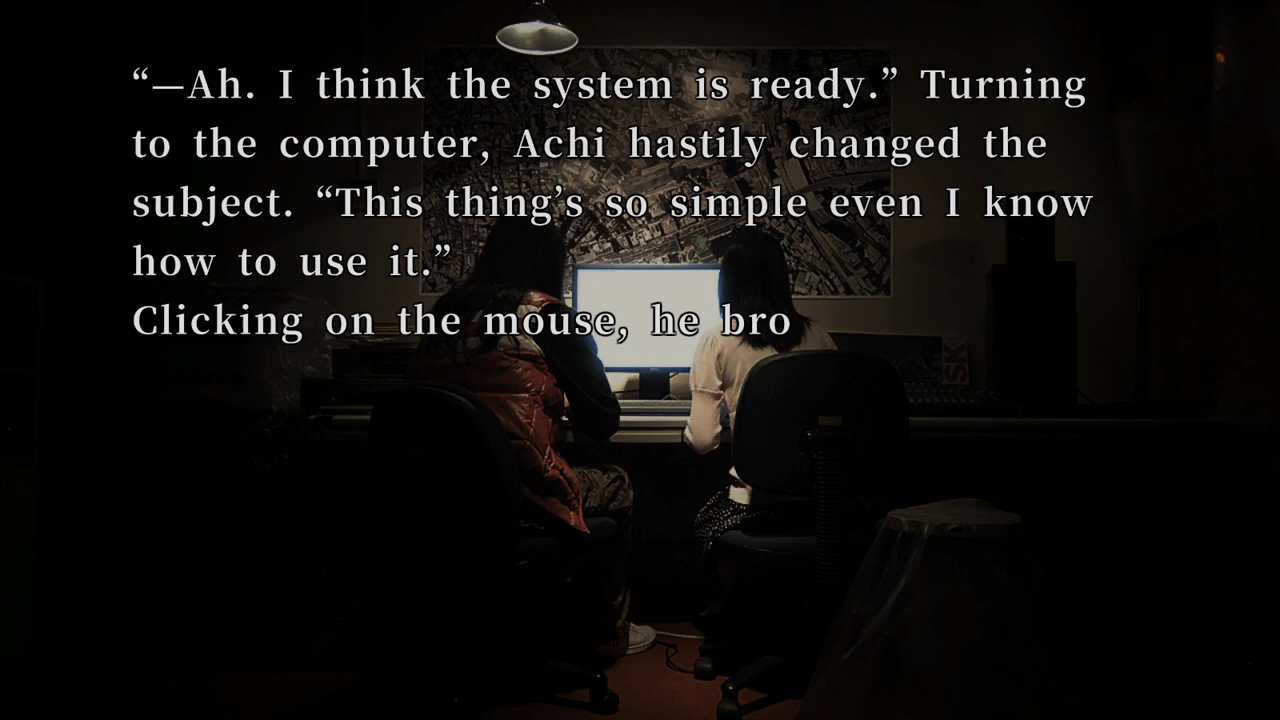 “—Ah. I think the system is ready.” Turning
to the computer, Achi hastily changed the
subject. “This thing’s so simple even I know
how to use it.”
Clicking on the mouse, he bro
SK